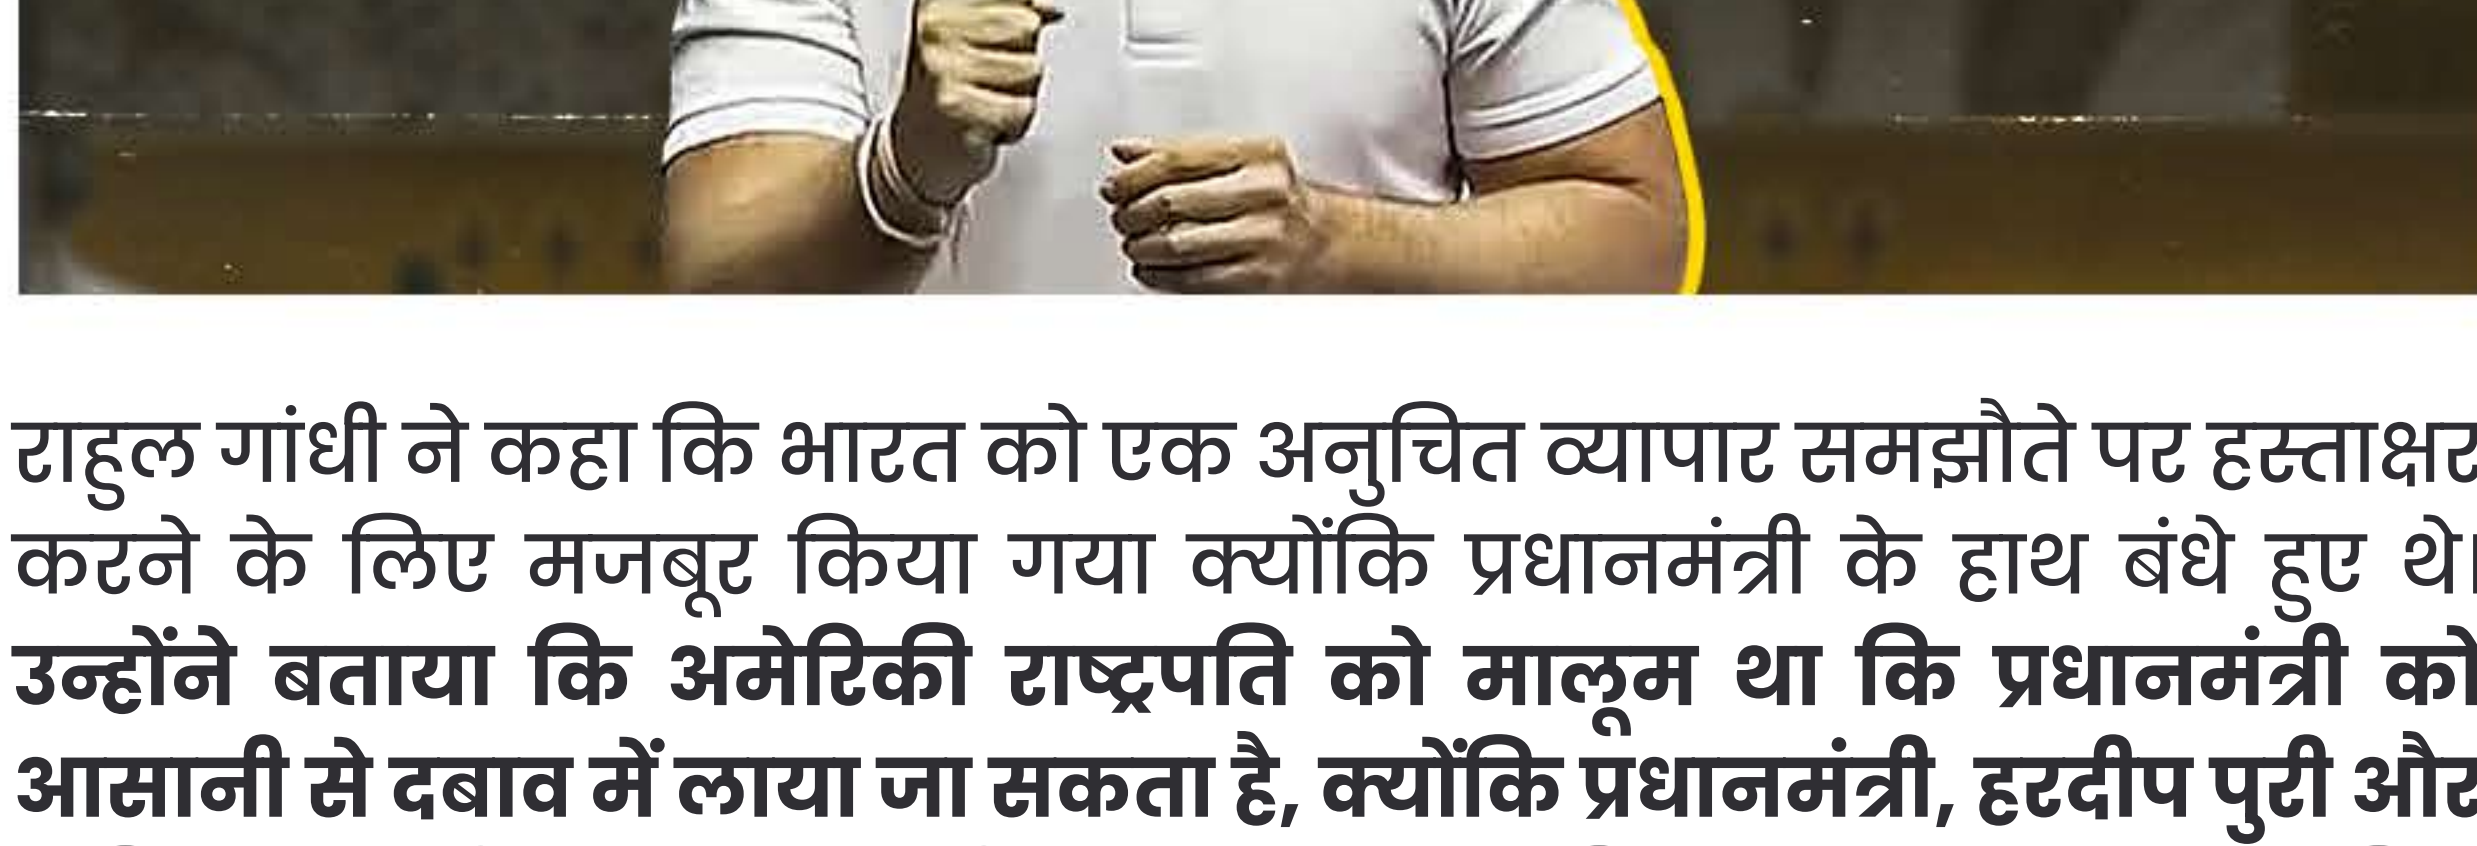 राहुल गांधी ने कहा कि भारत को एक अनुचित व्यापार समझौते पर हस्ताक्षर
करने के लिए मजबूर किया गया क्योंकि प्रधानमंत्री के हाथ बंधे हुए थे।
उन्होंने बताया कि अमेरिकी राष्ट्रपति को मालूम था कि प्रधानमंत्री को
आसानी से दबाव में लाया जा सकता है, क्योंकि प्रधानमंत्री, हरदीप पुरी और